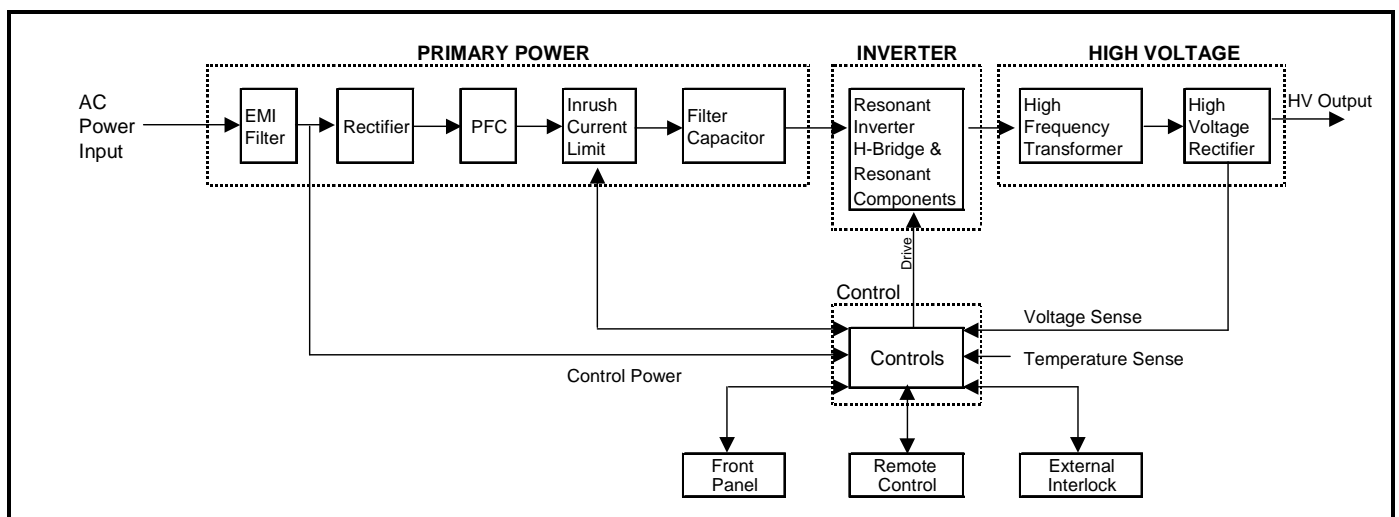 PRIMARY POWER
INVERTER
HIGH VOLTAGE
AC
Power
Input
EMI
Filter
Rectifier
PFC
Inrush
Current
Limit
Filter
Capacitor
Resonant
Inverter
H-Bridge &
Resonant
Components
High
Frequency
Transformer
High
Voltage
Rectifier
HV Output
Drive
Control
Controls
Voltage Sense
Temperature Sense
Control Power
Front
Panel
Remote
Control
External
Interlock